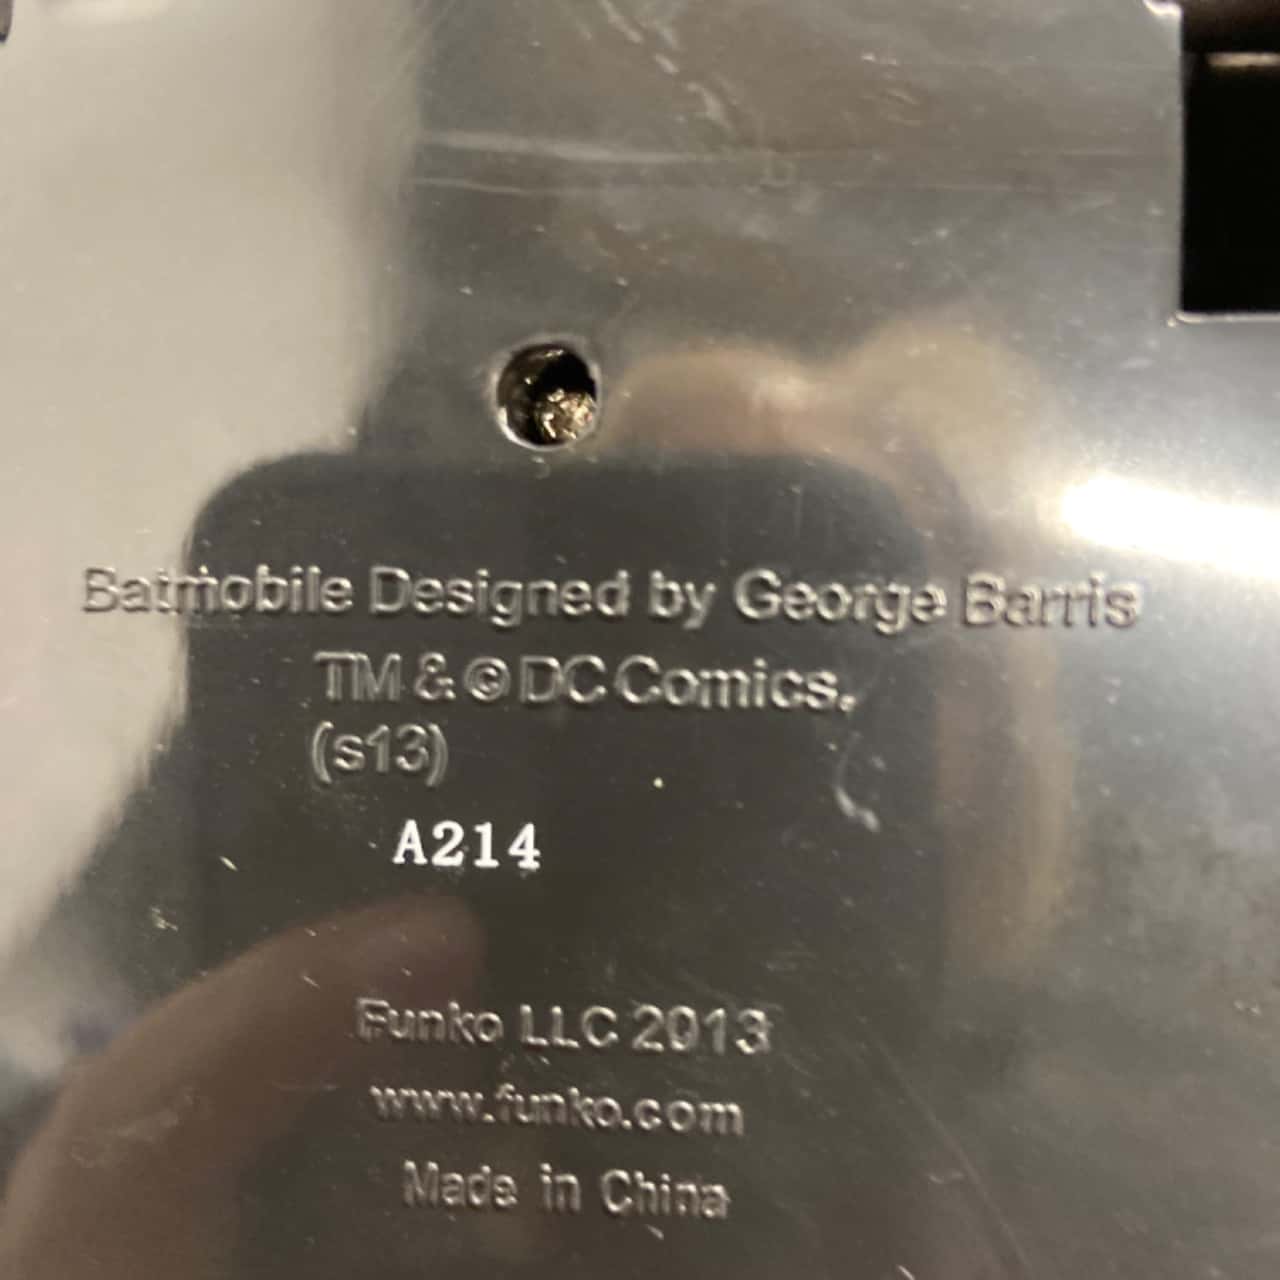 Batmobile Designed by George Barris
TM & © DC Comics.
(s13)
A214
Funko LLC 2013
www.funko.com
Made in China